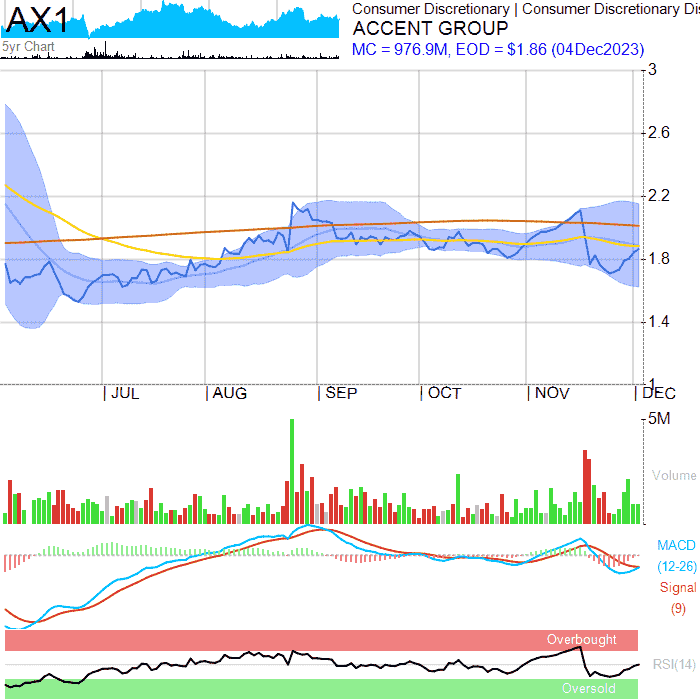 AX1
5yr Chart
Consumer Discretionary | Consumer Discretionary Dis
ACCENT GROUP
MC = 976.9M, EOD = $1.86 (04Dec2023)
3
2.6
2.2
1.8
1.4
1
JUL AUG SEP OCT NOV DEC
5M
Volume
MACD
(12-26)
Signal
(9)
Overbought
RSI(14)
Oversold